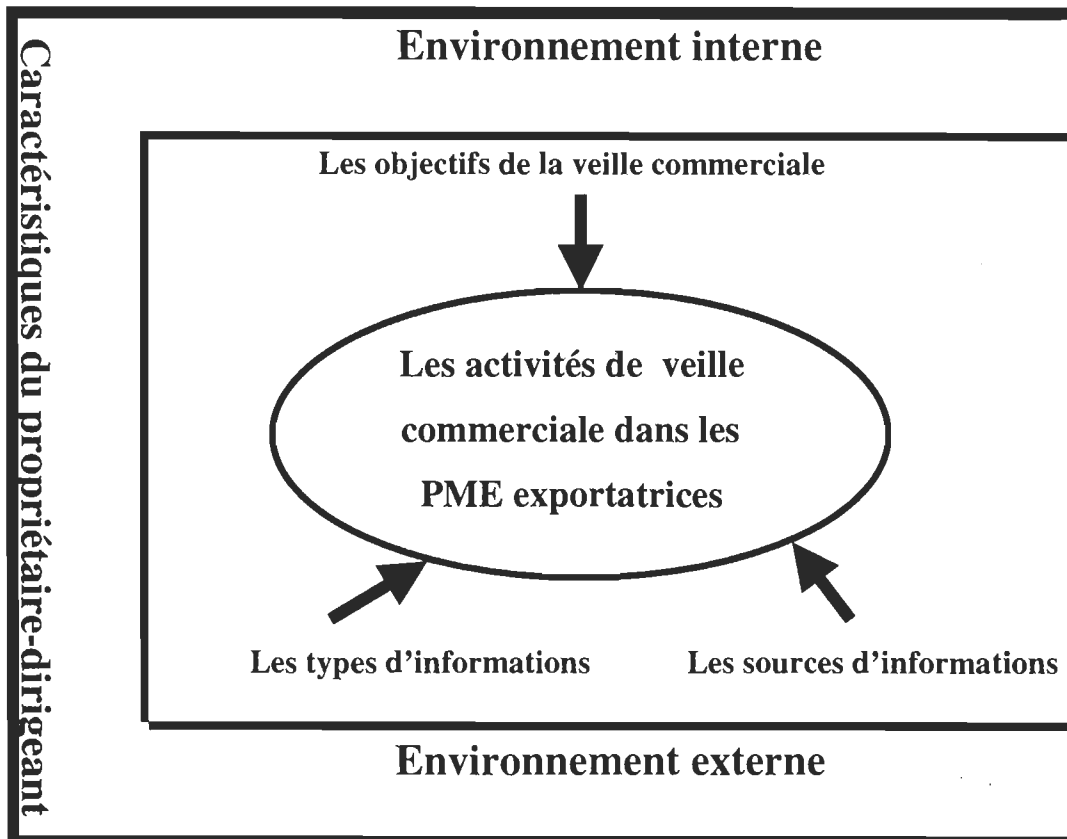 Environnement interne
Caractéristiques du propriétaire-dirigeant
Les objectifs de la veille commerciale
Les activités de veille
commerciale dans les
PME exportatrices
Les types d’informations
Les sources d’informations
Environnement externe